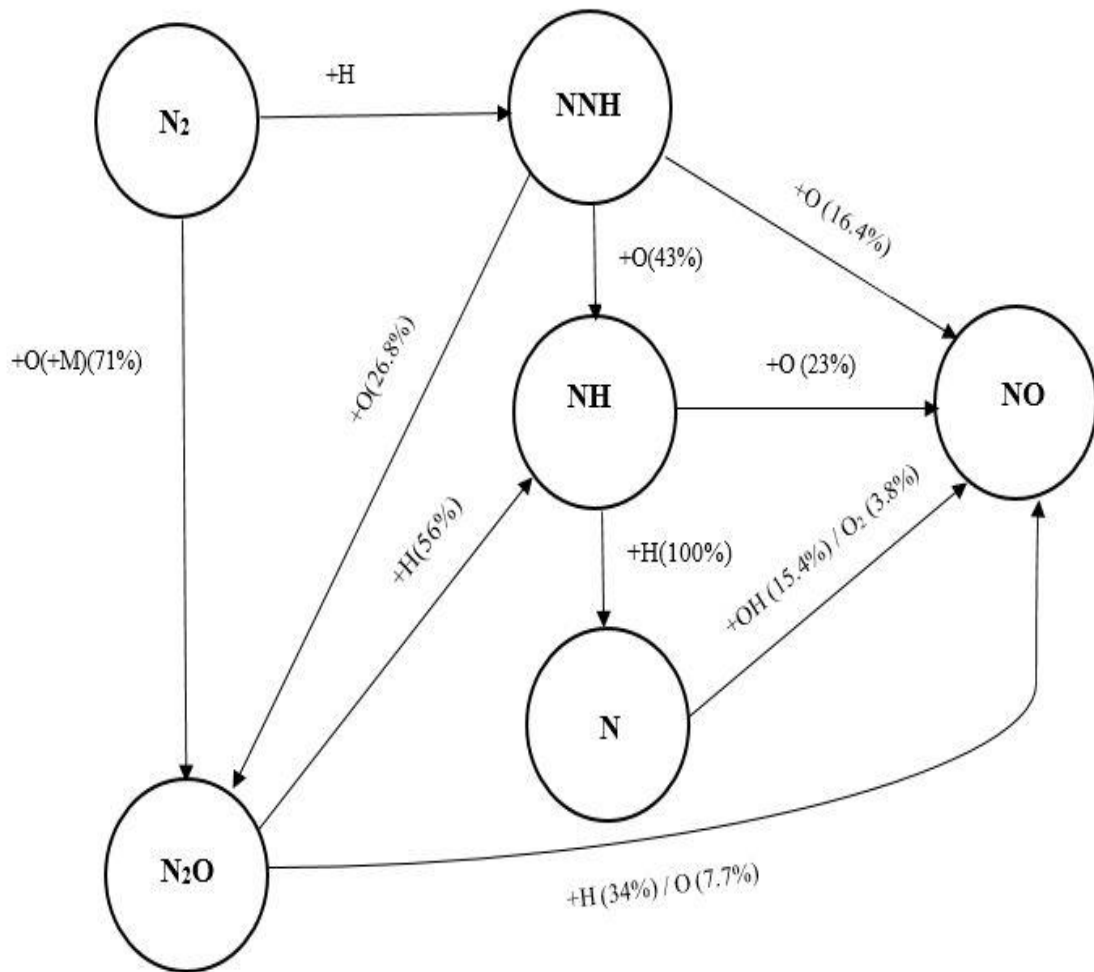 +H
N₂
NNH
+O (16.4%)
+O(43%)
+O(+M)(71%)
+O(26.8%)
+O (23%)
NH
NO
+H(56%)
+H(100%)
+OH (15.4%) / O₂ (3.8%)
N
N₂O
+H (34%) / O (7.7%)